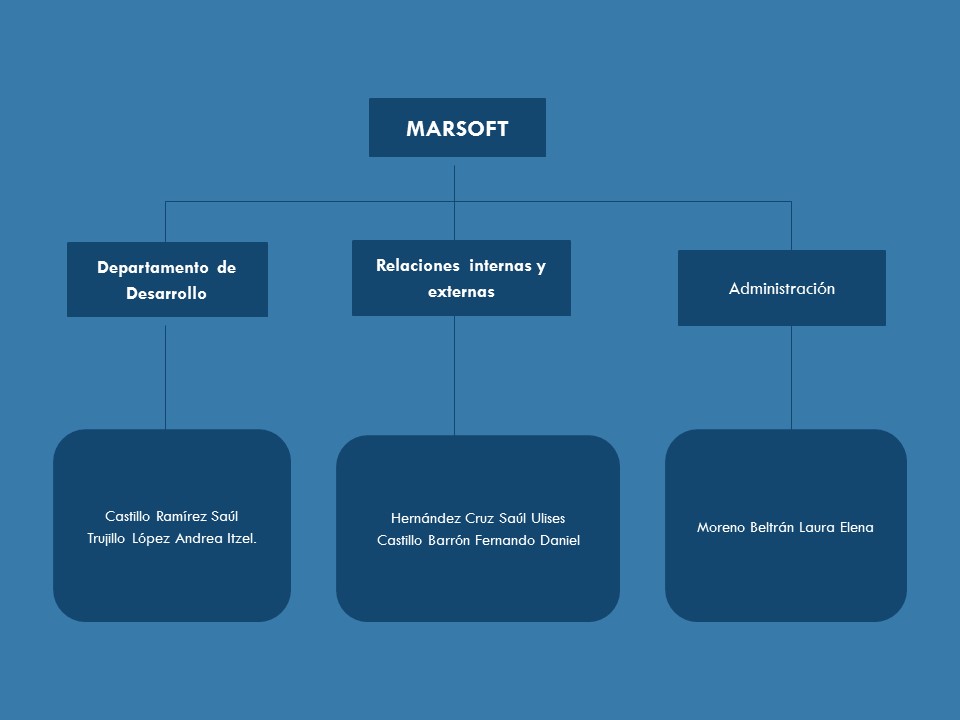 MARSOFT
Departamento de
Desarrollo
Relaciones internas y
externas
Administración
Castillo Ramírez Saúl
Trujillo López Andrea Itzel.
Hernández Cruz Saúl Ulises
Castillo Barrón Fernando Daniel
Moreno Beltrán Laura Elena